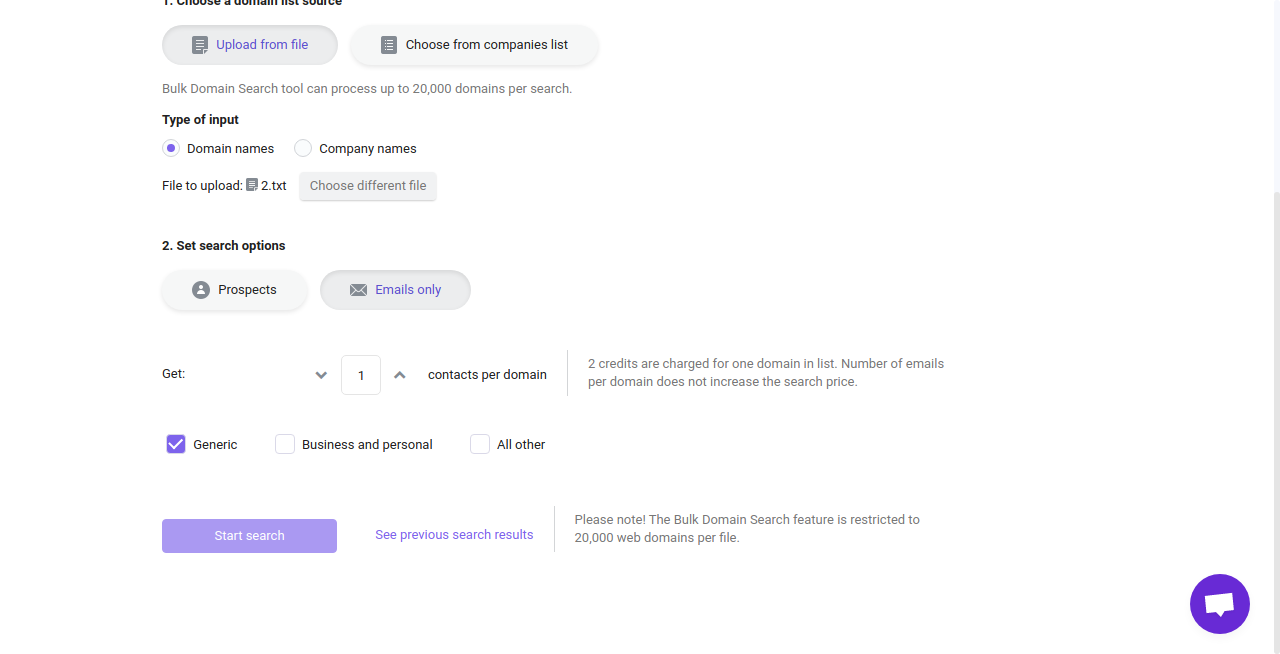 1. Choose a domain list source
Upload from file
Choose from companies list
Bulk Domain Search tool can process up to 20,000 domains per search.
Type of input
Domain names
Company names
File to upload: 2.txt
Choose different file
2. Set search options
Prospects
Emails only
Get:
1
contacts per domain
2 credits are charged for one domain in list. Number of emails
per domain does not increase the search price.
Generic
Business and personal
All other
Start search
See previous search results
Please note! The Bulk Domain Search feature is restricted to
20,000 web domains per file.